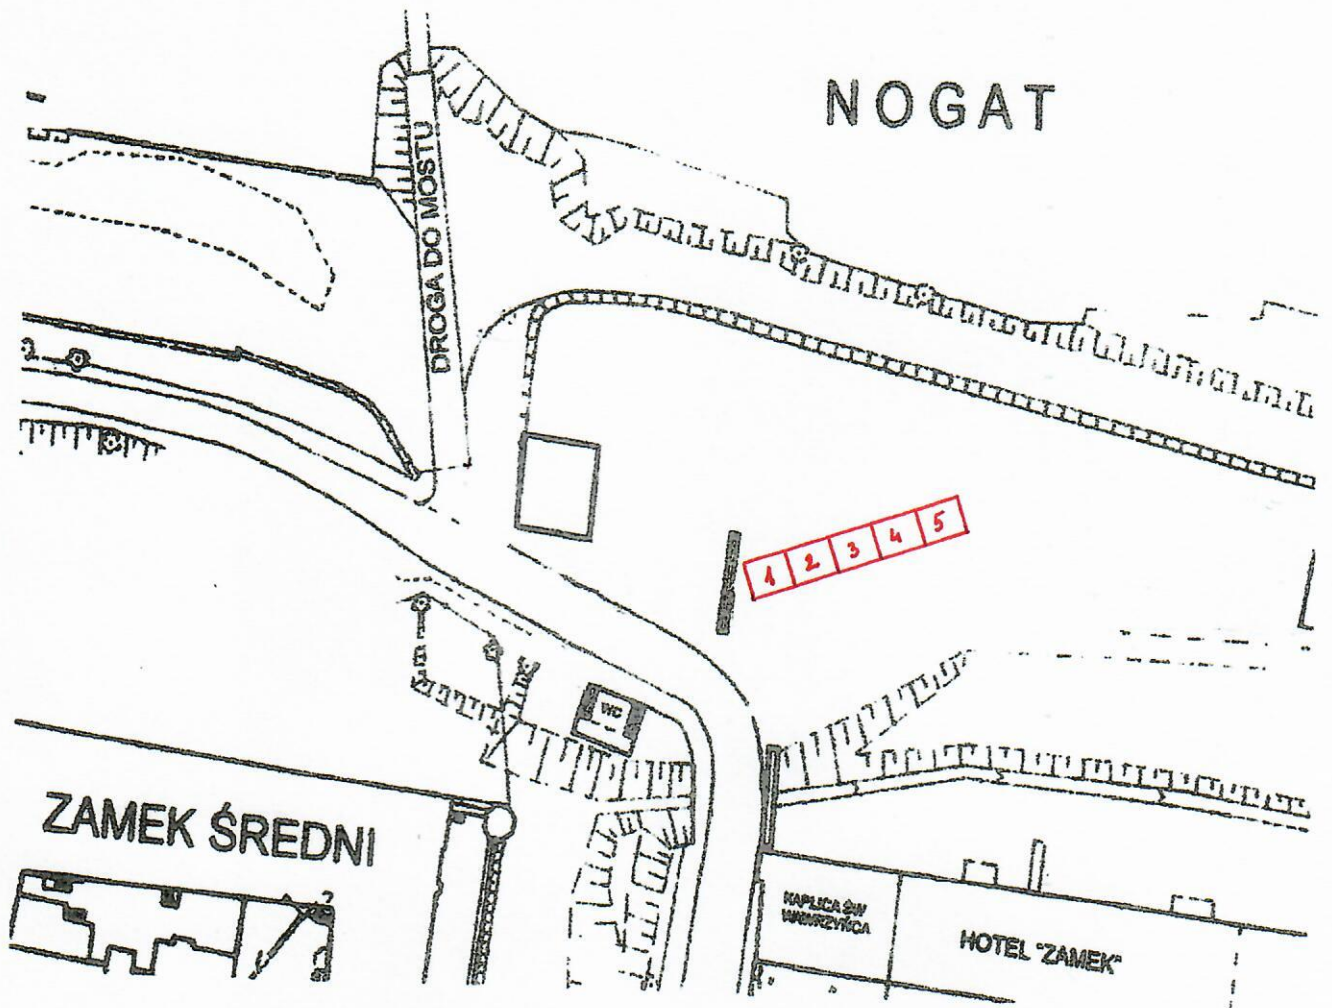 NOGAT
DROGA DO MOSTU
1 2 3 4 5
WC
ZAMEK ŚREDNI
KAPLICA ŚW
WAWRZYŃCA
HOTEL "ZAMEK"